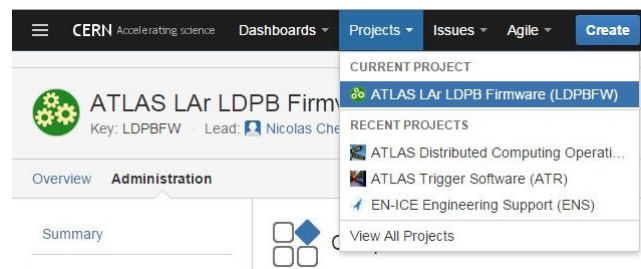 CERN Accelerating science Dashboards Projects Issues Agile Create
CURRENT PROJECT
ATLAS LAr LDPB Firmware (LDPBFW)
ATLAS LAr LDPB
Key: LDPBFW Lead: Nicolas
RECENT PROJECTS
ATLAS Distributed Computing Operati...
ATLAS Trigger Software (ATR)
EN-ICE Engineering Support (ENS)
View All Projects
Overview Administration
Summary